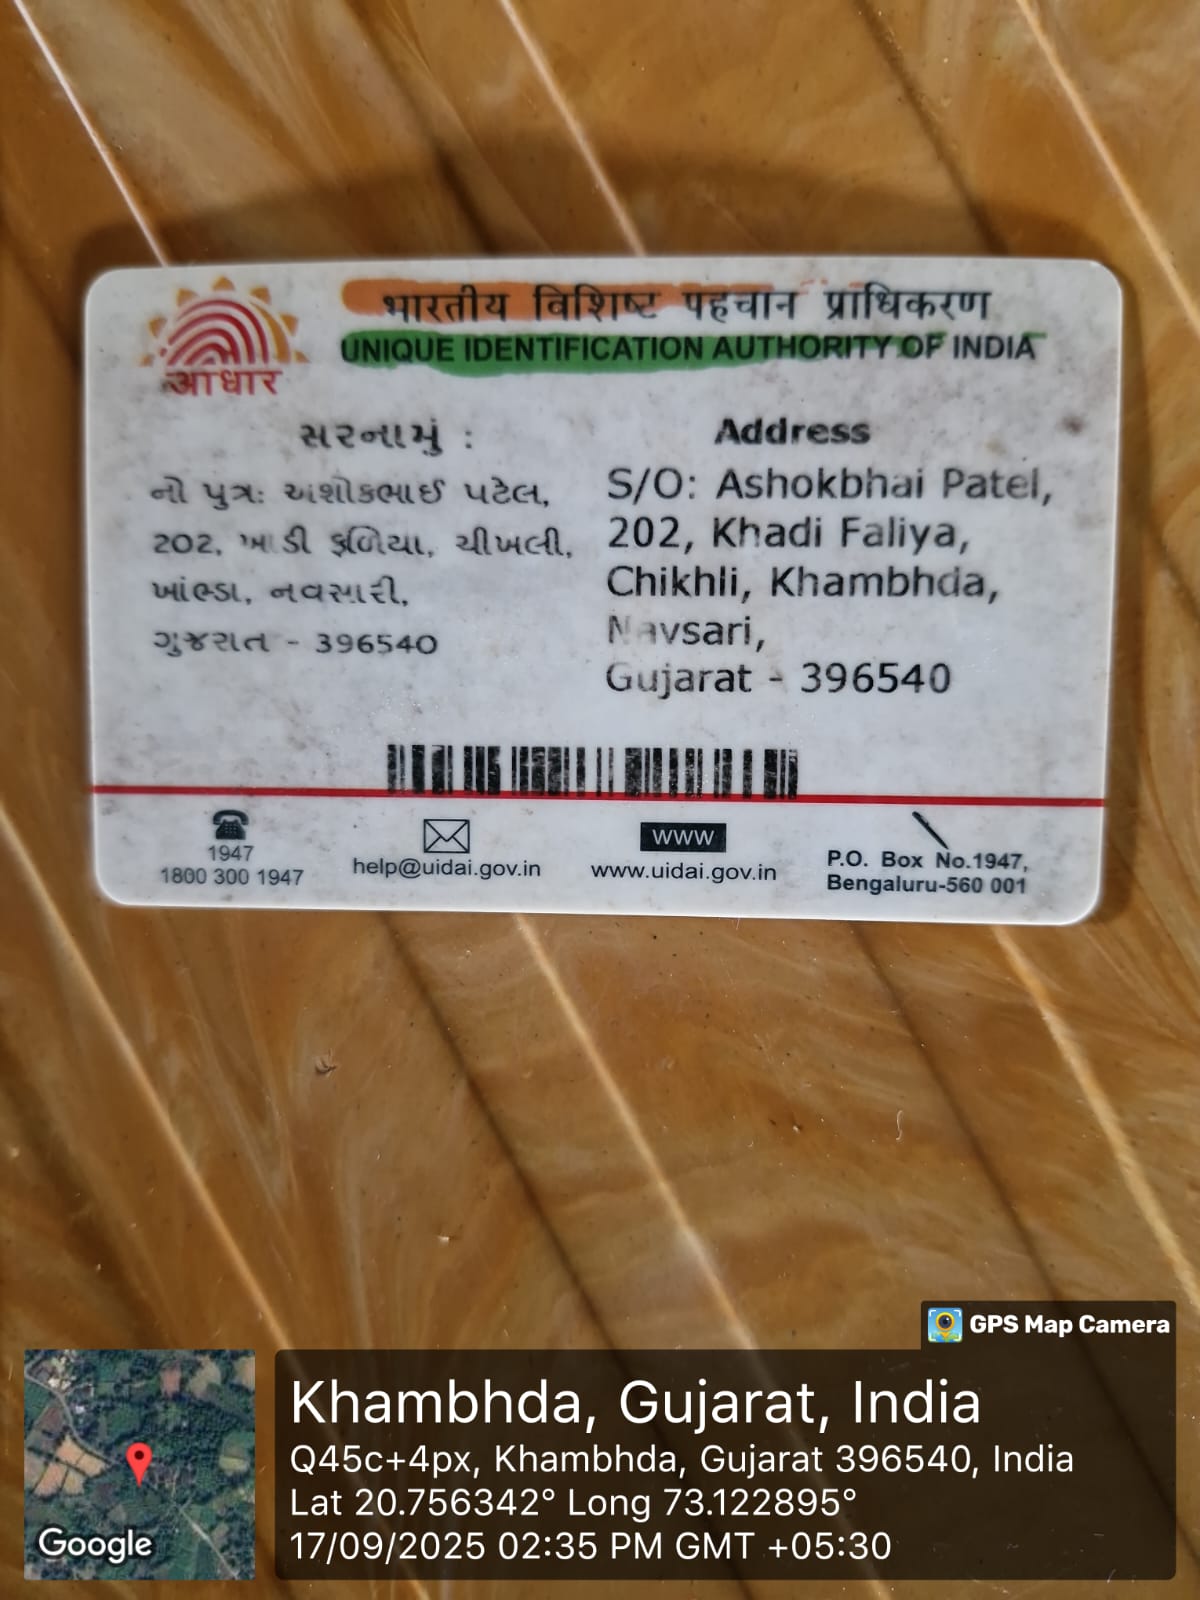 आधार
भारतीय विशिष्ट पहचान प्राधिकरण
UNIQUE IDENTIFICATION AUTHORITY OF INDIA
સરનામું :
નો પુત્ર: અશોકભાઈ પટેલ,
202, ખાડી ફળિયા, ચીખલી,
ખાંભડા, નવસારી,
ગુજરાત - 396540
Address
S/O: Ashokbhai Patel,
202, Khadi Faliya,
Chikhli, Khambhda,
Navsari,
Gujarat - 396540
1947
1800 300 1947
help@uidai.gov.in
www
www.uidai.gov.in
P.O. Box No.1947,
Bengaluru-560 001
GPS Map Camera
Google
Khambhda, Gujarat, India
Q45c+4px, Khambhda, Gujarat 396540, India
Lat 20.756342° Long 73.122895°
17/09/2025 02:35 PM GMT +05:30